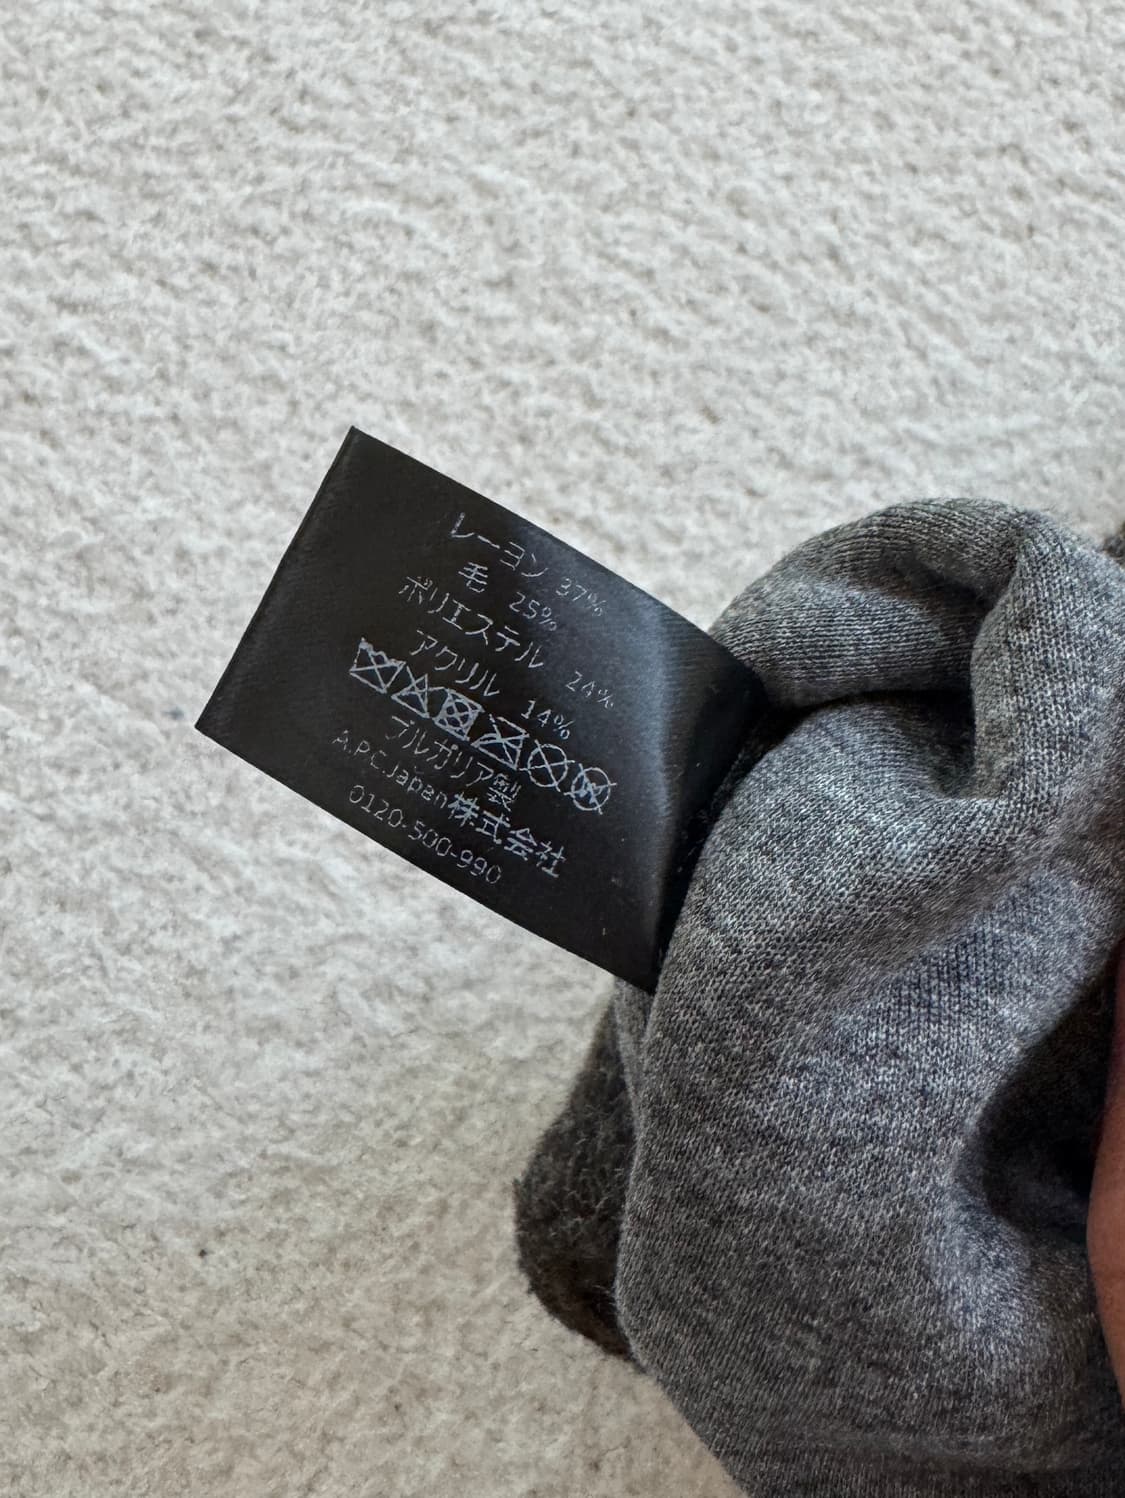 レーヨン 37%
毛 25%
ポリエステル 24%
アクリル 14%
ブルガリア製
A.P.C.Japan株式会社
0120-500-990